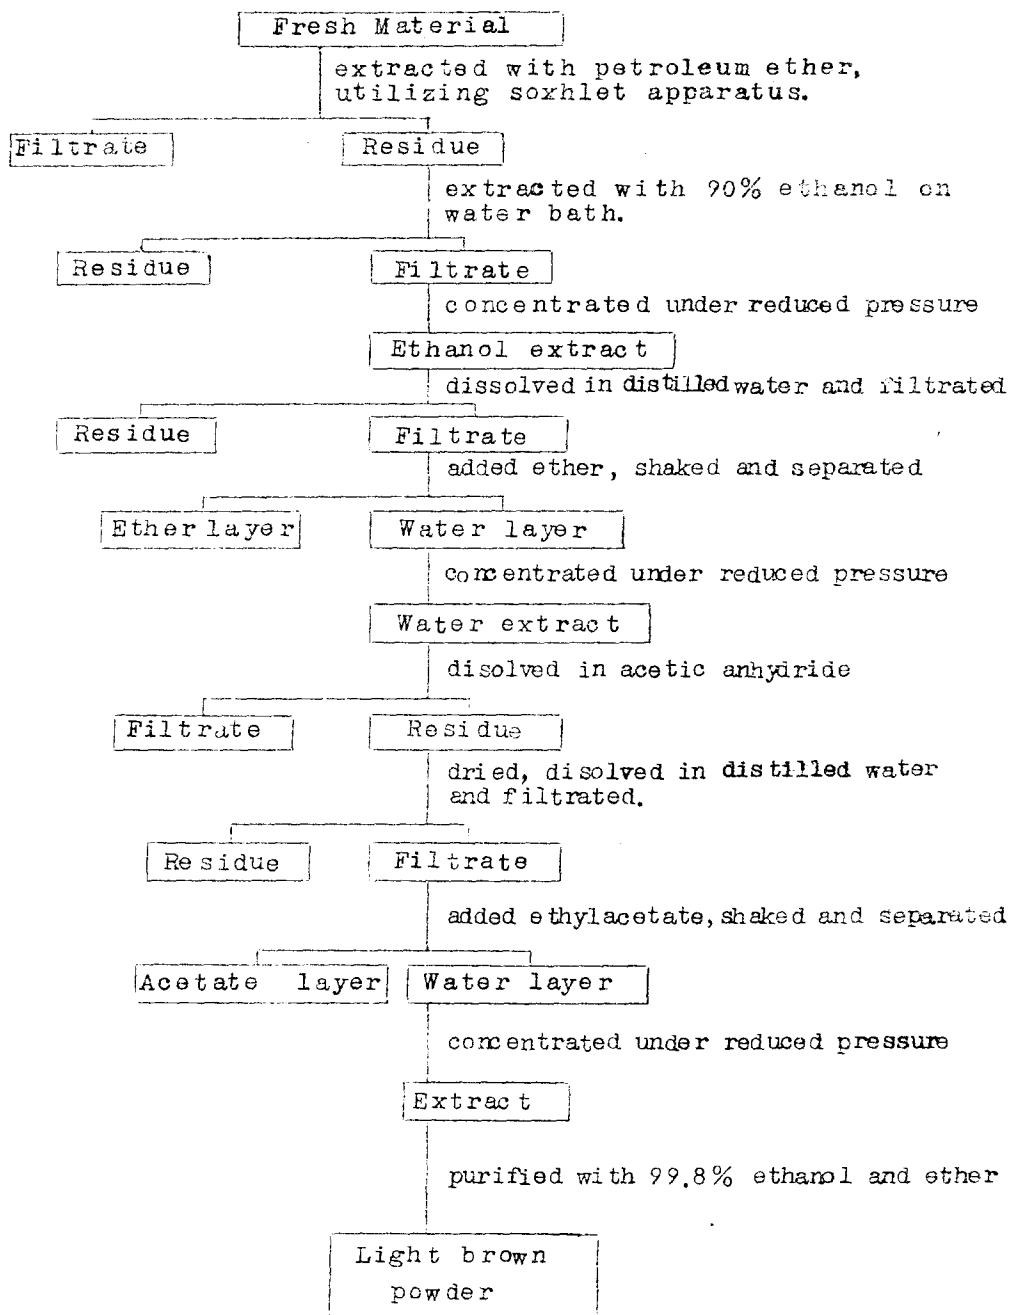 Fresh Material
extracted with petroleum ether,
utilizing soxhlet apparatus.
Filtrate
Residue
extracted with 90% ethanol on
water bath.
Residue
Filtrate
concentrated under reduced pressure
Ethanol extract
dissolved in distilled water and filtrated
Residue
Filtrate
added ether, shaked and separated
Ether layer
Water layer
concentrated under reduced pressure
Water extract
disolved in acetic anhydride
Filtrate
Residue
dried, disolved in distilled water
and filtrated.
Residue
Filtrate
added ethylacetate, shaked and separated
Acetate layer
Water layer
concentrated under reduced pressure
Extract
purified with 99.8% ethanol and ether
Light brown
powder